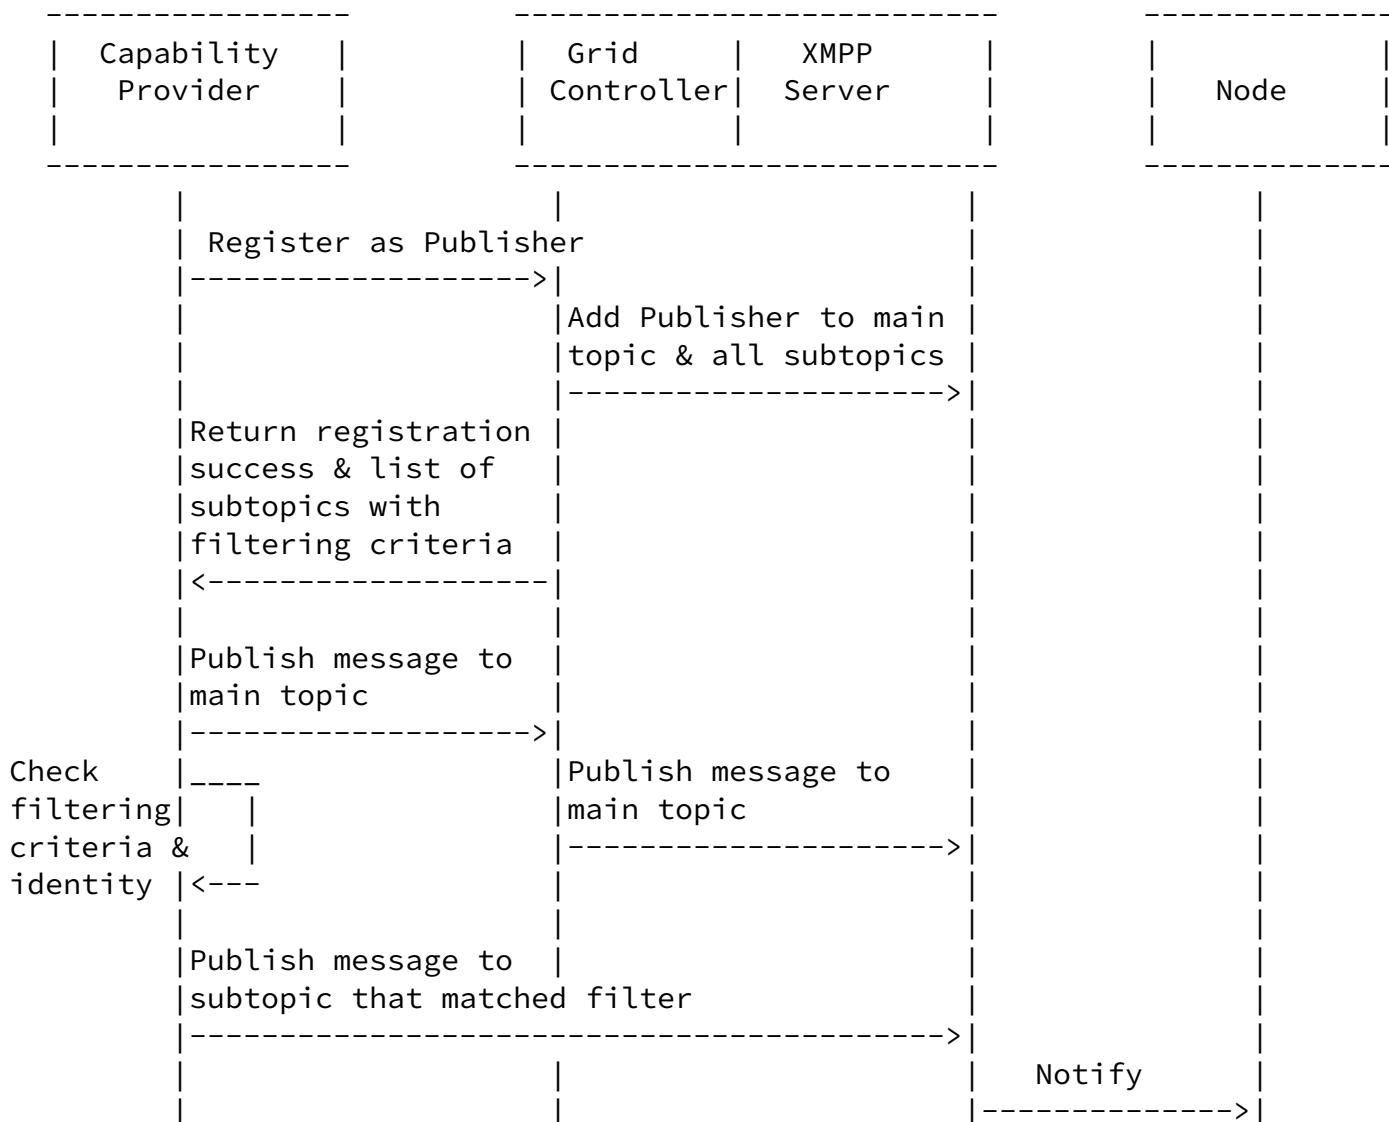 Capability
Provider
Grid
Controller
XMPP
Server
Node
Register as Publisher
Add Publisher to main
topic & all subtopics
Return registration
success & list of
subtopics with
filtering criteria
Publish message to
main topic
Check
filtering
criteria &
identity
Publish message to
main topic
Publish message to
subtopic that matched filter
Notify